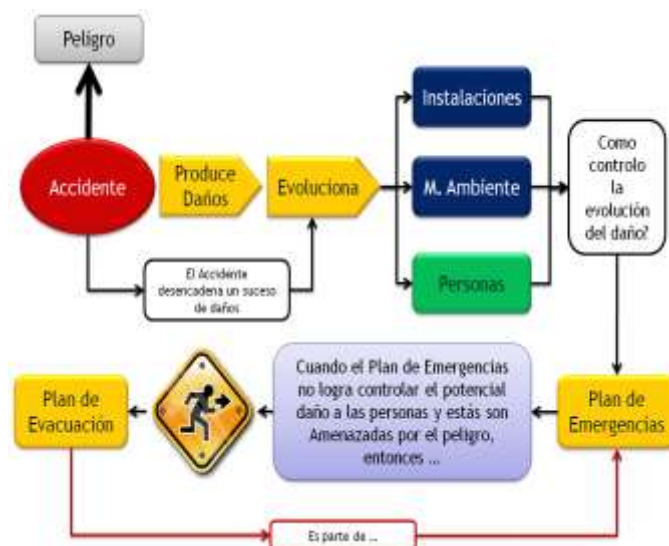 Peligro
Accidente
Produce
Daños
Evoluciona
Instalaciones
M. Ambiente
Personas
Como
controlo
la
evolución
del daño?
El Accidente
desencadena un suceso
de daños
Plan de
Evacuación
Cuando el Plan de Emergencias
no logra controlar el potencial
daño a las personas y estás son
Amenazadas por el peligro,
entonces ...
Plan de
Emergencias
Es parte de ...